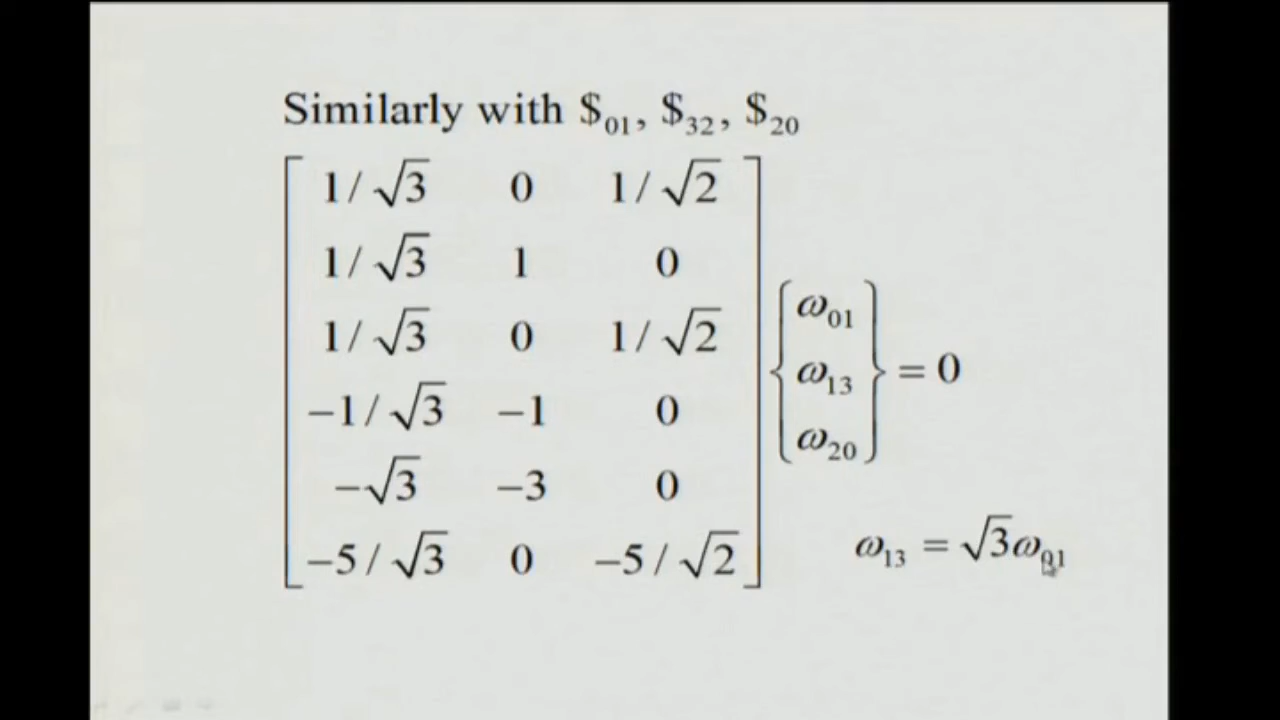 Similarly with $₀₁, $₃₂, $₂₀
1/√3 0 1/√2
1/√3 1 0
1/√3 0 1/√2
−1/√3 −1 0
−√3 −3 0
−5/√3 0 −5/√2
ω₀₁
ω₁₃
ω₂₀
= 0
ω₁₃ = √3ω₀₁